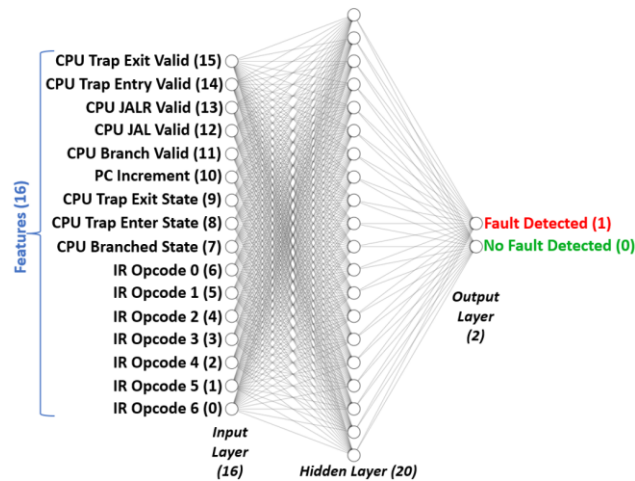 Features (16)
CPU Trap Exit Valid (15)
CPU Trap Entry Valid (14)
CPU JALR Valid (13)
CPU JAL Valid (12)
CPU Branch Valid (11)
PC Increment (10)
CPU Trap Exit State (9)
CPU Trap Enter State (8)
CPU Branched State (7)
IR Opcode 0 (6)
IR Opcode 1 (5)
IR Opcode 2 (4)
IR Opcode 3 (3)
IR Opcode 4 (2)
IR Opcode 5 (1)
IR Opcode 6 (0)
Input
Layer
(16)
Hidden Layer (20)
Fault Detected (1)
No Fault Detected (0)
Output
Layer
(2)